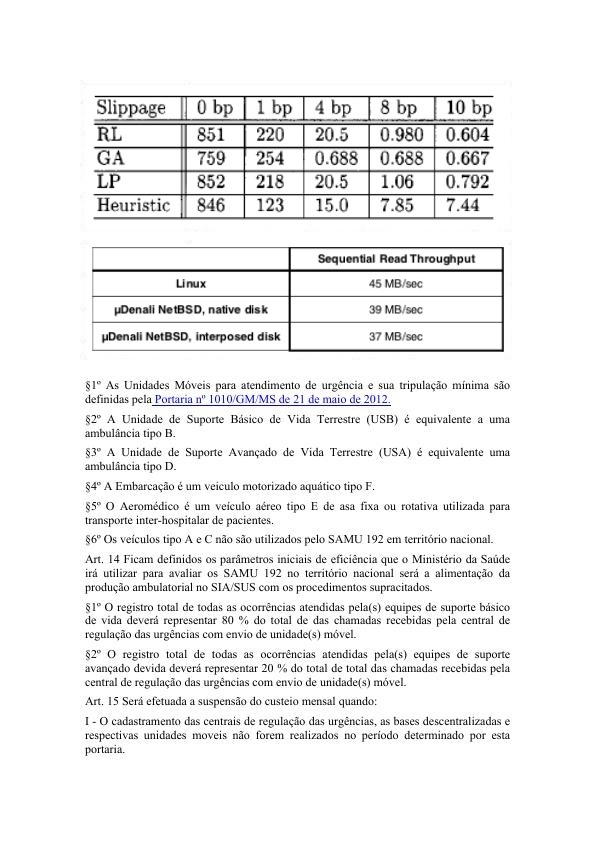 Slippage 0 bp 1 bp 4 bp 8 bp 10 bp
RL 851 220 20.5 0.980 0.604
GA 759 254 0.688 0.688 0.667
LP 852 218 20.5 1.06 0.792
Heuristic 846 123 15.0 7.85 7.44
Sequential Read Throughput
Linux 45 MB/sec
µDenali NetBSD, native disk 39 MB/sec
µDenali NetBSD, interposed disk 37 MB/sec
§1º As Unidades Móveis para atendimento de urgência e sua tripulação mínima são
definidas pela Portaria nº 1010/GM/MS de 21 de maio de 2012.
§2º A Unidade de Suporte Básico de Vida Terrestre (USB) é equivalente a uma
ambulância tipo B.
§3º A Unidade de Suporte Avançado de Vida Terrestre (USA) é equivalente uma
ambulância tipo D.
§4º A Embarcação é um veiculo motorizado aquático tipo F.
§5º O Aeromédico é um veículo aéreo tipo E de asa fixa ou rotativa utilizada para
transporte inter-hospitalar de pacientes.
§6º Os veículos tipo A e C não são utilizados pelo SAMU 192 em território nacional.
Art. 14 Ficam definidos os parâmetros iniciais de eficiência que o Ministério da Saúde
irá utilizar para avaliar os SAMU 192 no território nacional será a alimentação da
produção ambulatorial no SIA/SUS com os procedimentos supracitados.
§1º O registro total de todas as ocorrências atendidas pela(s) equipes de suporte básico
de vida deverá representar 80 % do total de das chamadas recebidas pela central de
regulação das urgências com envio de unidade(s) móvel.
§2º O registro total de todas as ocorrências atendidas pela(s) equipes de suporte
avançado devida deverá representar 20 % do total de total das chamadas recebidas pela
central de regulação das urgências com envio de unidade(s) móvel.
Art. 15 Será efetuada a suspensão do custeio mensal quando:
I - O cadastramento das centrais de regulação das urgências, as bases descentralizadas e
respectivas unidades moveis não forem realizados no período determinado por esta
portaria.